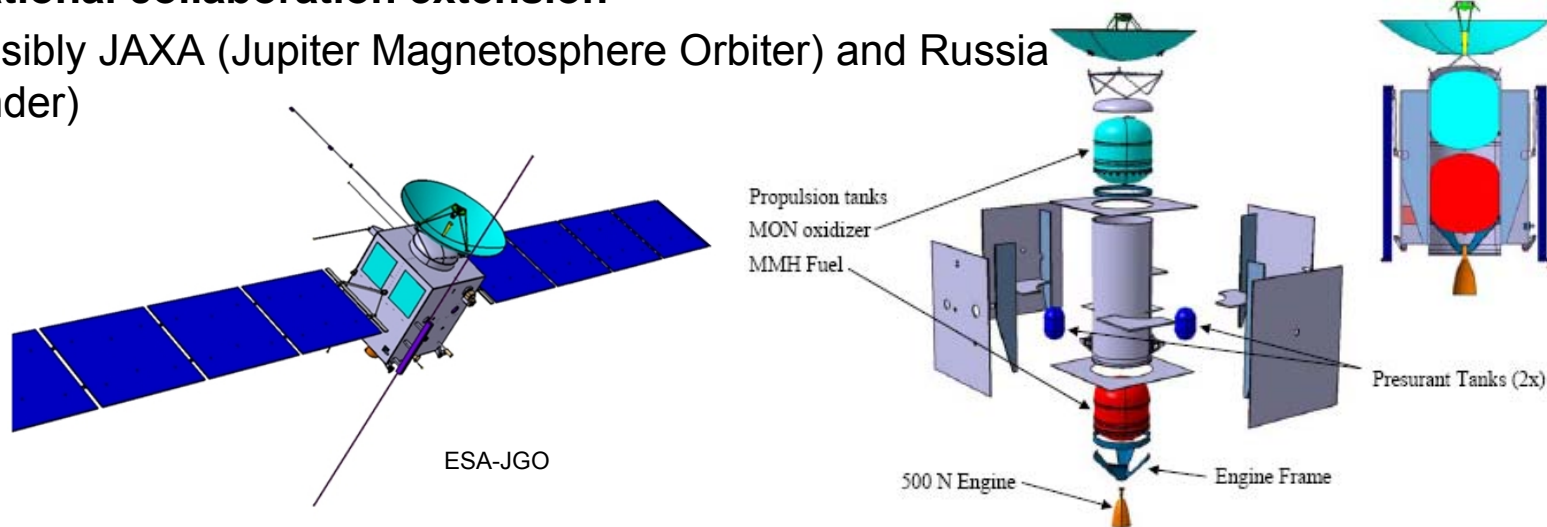 sibly JAXA (Jupiter Magnetosphere Orbiter) and Russia
nder)
Propulsion tanks
MON oxidizer
MMH Fuel
Presurant Tanks (2x)
ESA-JGO
500 N Engine
Engine Frame